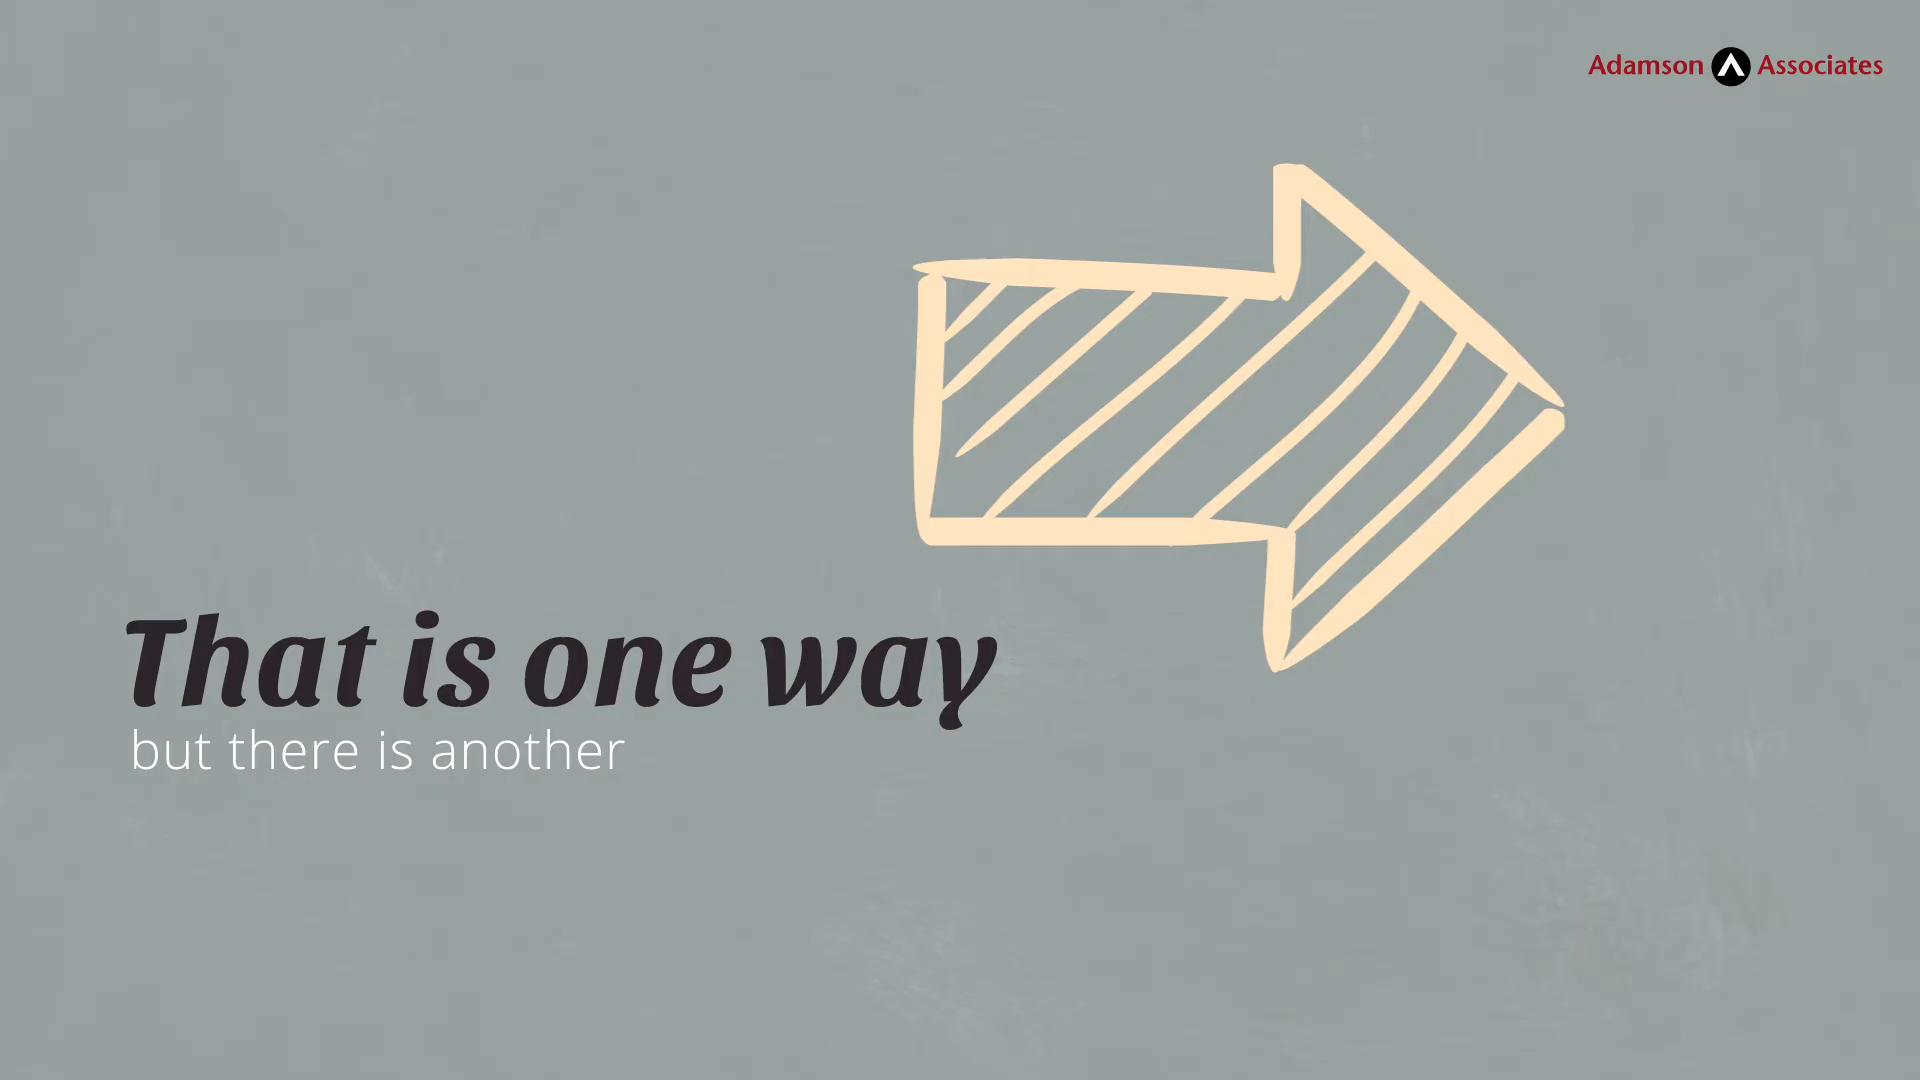 Adamson Associates
That is one way
but there is another